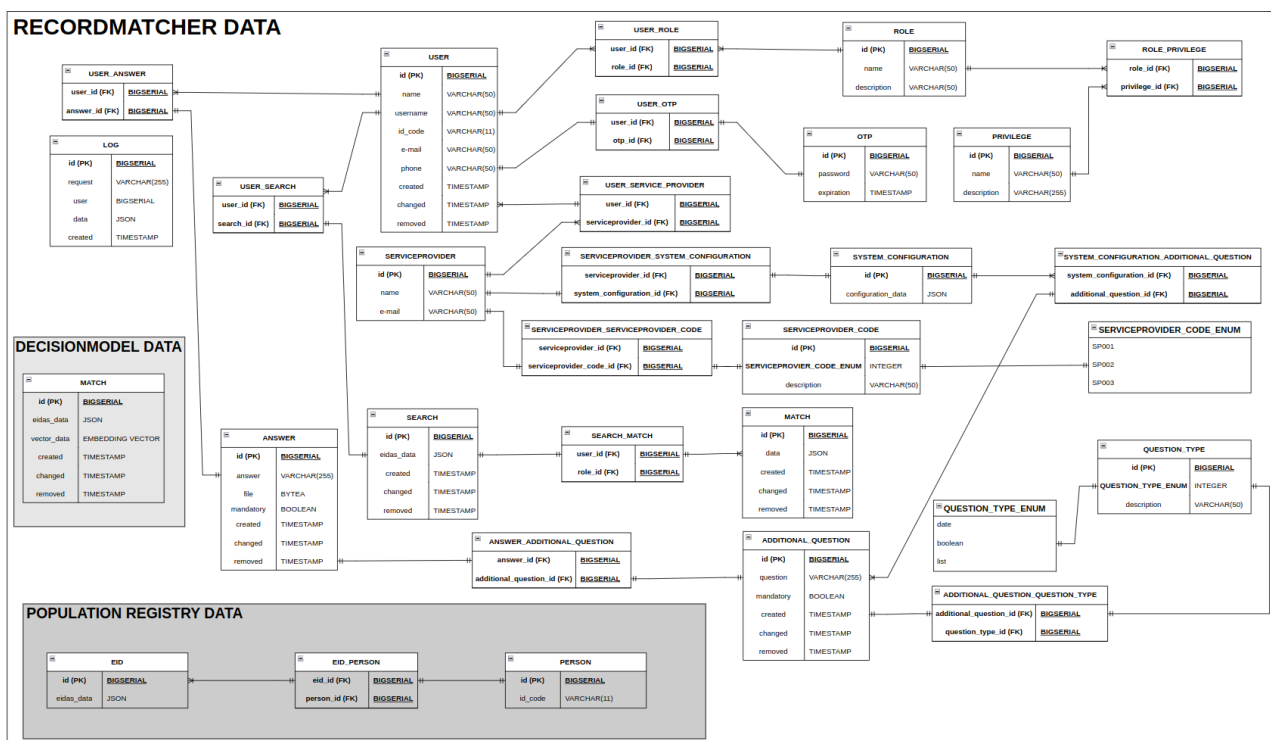 RECORDMATCHER DATA
USER_ANSWER
user_id (FK) BIGSERIAL
answer_id (FK) BIGSERIAL
LOG
id (PK) BIGSERIAL
request VARCHAR(255)
user BIGSERIAL
data JSON
created TIMESTAMP
USER
id (PK) BIGSERIAL
name VARCHAR(50)
username VARCHAR(50)
id_code VARCHAR(11)
e-mail VARCHAR(50)
phone VARCHAR(50)
created TIMESTAMP
changed TIMESTAMP
removed TIMESTAMP
USER_SEARCH
user_id (FK) BIGSERIAL
search_id (FK) BIGSERIAL
USER_ROLE
user_id (FK) BIGSERIAL
role_id (FK) BIGSERIAL
ROLE
id (PK) BIGSERIAL
name VARCHAR(50)
description VARCHAR(50)
ROLE_PRIVILEGE
role_id (FK) BIGSERIAL
privilege_id (FK) BIGSERIAL
USER_OTP
user_id (FK) BIGSERIAL
otp_id (FK) BIGSERIAL
OTP
id (PK) BIGSERIAL
password VARCHAR(50)
expiration TIMESTAMP
PRIVILEGE
id (PK) BIGSERIAL
name VARCHAR(50)
description VARCHAR(255)
USER_SERVICE_PROVIDER
user_id (FK) BIGSERIAL
serviceprovider_id (FK) BIGSERIAL
SERVICEPROVIDER
id (PK) BIGSERIAL
name VARCHAR(50)
e-mail VARCHAR(50)
SERVICEPROVIDER_SYSTEM_CONFIGURATION
serviceprovider_id (FK) BIGSERIAL
system_configuration_id (FK) BIGSERIAL
SYSTEM_CONFIGURATION
id (PK) BIGSERIAL
configuration_data JSON
SYSTEM_CONFIGURATION_ADDITIONAL_QUESTION
system_configuration_id (FK) BIGSERIAL
additional_question_id (FK) BIGSERIAL
SERVICEPROVIDER_SERVICEPROVIDER_CODE
serviceprovider_id (FK) BIGSERIAL
serviceprovider_code_id (FK) BIGSERIAL
SERVICEPROVIDER_CODE
id (PK) BIGSERIAL
SERVICEPROVIER_CODE_ENUM INTEGER
description VARCHAR(50)
SERVICEPROVIDER_CODE_ENUM
SP001
SP002
SP003
DECISIONMODEL DATA
MATCH
id (PK) BIGSERIAL
eidas_data JSON
vector_data EMBEDDING VECTOR
created TIMESTAMP
changed TIMESTAMP
removed TIMESTAMP
ANSWER
id (PK) BIGSERIAL
answer VARCHAR(255)
file BYTEA
mandatory BOOLEAN
created TIMESTAMP
changed TIMESTAMP
removed TIMESTAMP
SEARCH
id (PK) BIGSERIAL
eidas_data JSON
created TIMESTAMP
changed TIMESTAMP
removed TIMESTAMP
SEARCH_MATCH
user_id (FK) BIGSERIAL
role_id (FK) BIGSERIAL
MATCH
id (PK) BIGSERIAL
data JSON
created TIMESTAMP
changed TIMESTAMP
removed TIMESTAMP
QUESTION_TYPE
id (PK) BIGSERIAL
QUESTION_TYPE_ENUM INTEGER
description VARCHAR(50)
QUESTION_TYPE_ENUM
date
boolean
list
ANSWER_ADDITIONAL_QUESTION
answer_id (FK) BIGSERIAL
additional_question_id (FK) BIGSERIAL
ADDITIONAL_QUESTION
id (PK) BIGSERIAL
question VARCHAR(255)
mandatory BOOLEAN
created TIMESTAMP
changed TIMESTAMP
removed TIMESTAMP
ADDITIONAL_QUESTION_QUESTION_TYPE
additional_question_id (FK) BIGSERIAL
question_type_id (FK) BIGSERIAL
POPULATION REGISTRY DATA
EID
id (PK) BIGSERIAL
eidas_data JSON
EID_PERSON
eid_id (FK) BIGSERIAL
person_id (FK) BIGSERIAL
PERSON
id (PK) BIGSERIAL
id_code VARCHAR(11)